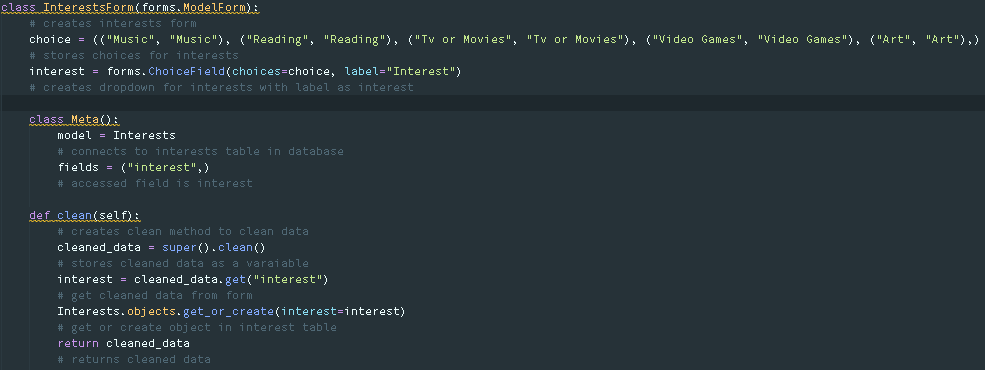 class InterestsForm(forms.ModelForm):
# creates interests form
choice = (("Music", "Music"), ("Reading", "Reading"), ("Tv or Movies", "Tv or Movies"), ("Video Games", "Video Games"), ("Art", "Art"),)
# stores choices for interests
interest = forms.ChoiceField(choices=choice, label="Interest")
# creates dropdown for interests with label as interest
class Meta():
model = Interests
# connects to interests table in database
fields = ("interest",)
# accessed field is interest
def clean(self):
# creates clean method to clean data
cleaned_data = super().clean()
# stores cleaned data as a varaiable
interest = cleaned_data.get("interest")
# get cleaned data from form
Interests.objects.get_or_create(interest=interest)
# get or create object in interest table
return cleaned_data
# returns cleaned data